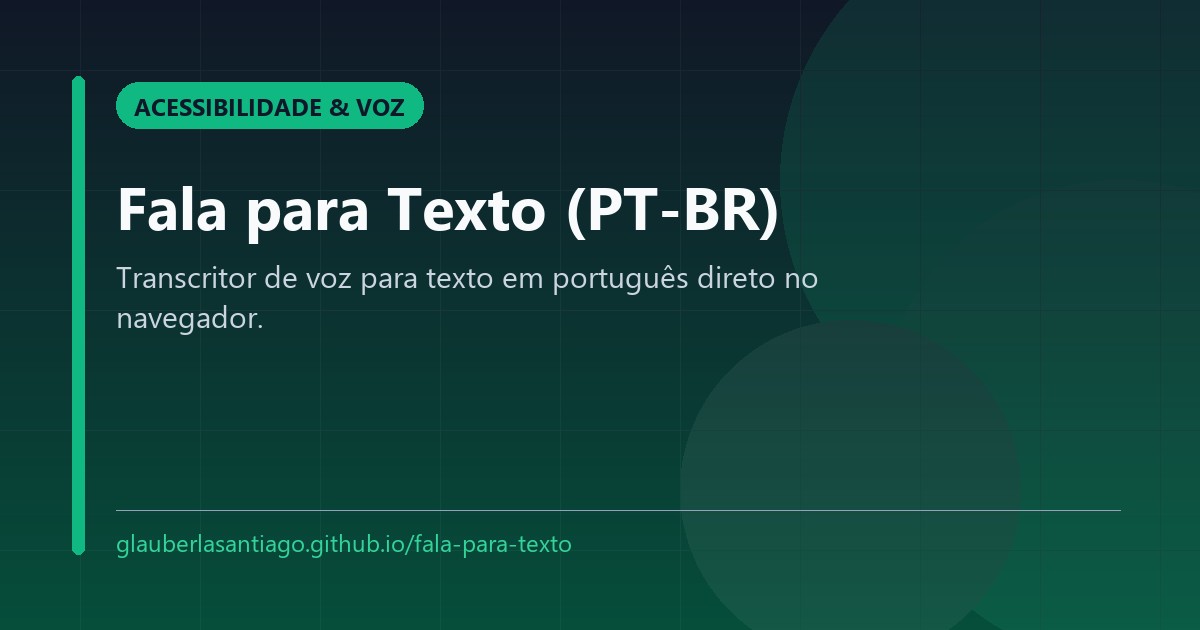 ACESSIBILIDADE & VOZ
Fala para Texto (PT-BR)
Transcritor de voz para texto em português direto no
navegador.
glauberlasantiago.github.io/fala-para-texto